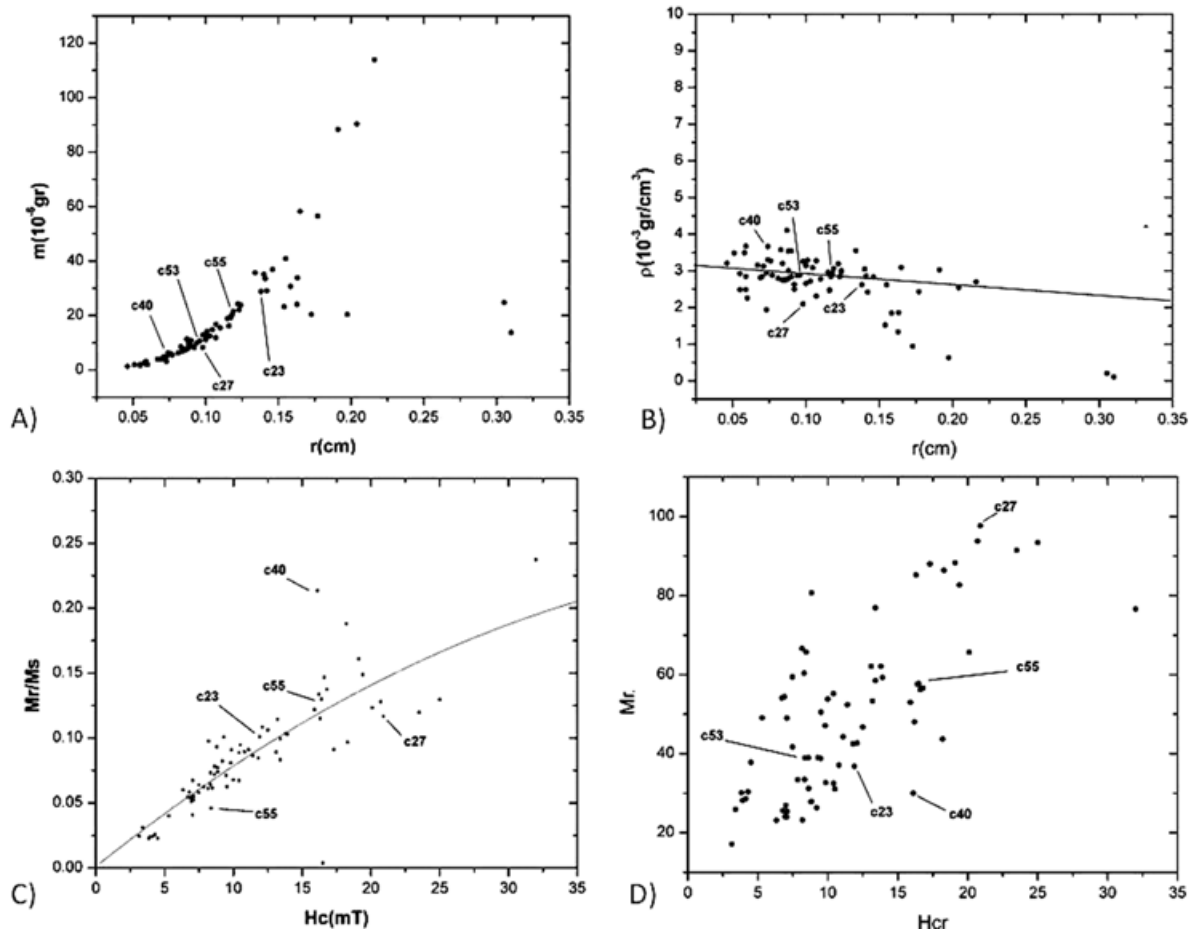 120
100
80
60
40
20
0
m(10⁻⁵gr)
c40
c53
c55
c27
c23
0.05 0.10 0.15 0.20 0.25 0.30 0.35
r(cm)
A)
10
9
8
7
6
5
4
3
2
1
0
ρ(10⁻³gr/cm³)
c40
c53
c55
c27
c23
0.05 0.10 0.15 0.20 0.25 0.30 0.35
r(cm)
B)
0.30
0.25
0.20
0.15
0.10
0.05
0.00
Mr/Ms
c40
c23
c55
c27
c55
0 5 10 15 20 25 30 35
Hc(mT)
C)
100
80
60
40
20
Mr.
c27
c55
c53
c23
c40
0 5 10 15 20 25 30 35
Hcr
D)